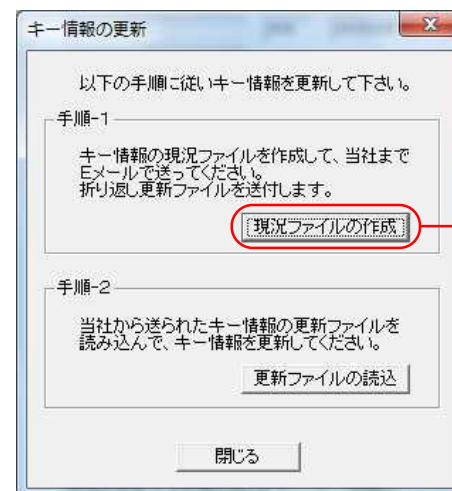 キー情報の更新
以下の手順に従いキー情報を更新して下さい。
手順-1
キー情報の現況ファイルを作成して、当社まで
Eメールで送ってください。
折り返し更新ファイルを送付します。
現況ファイルの作成
手順-2
当社から送られたキー情報の更新ファイルを
読み込んで、キー情報を更新してください。
更新ファイルの読込
閉じる